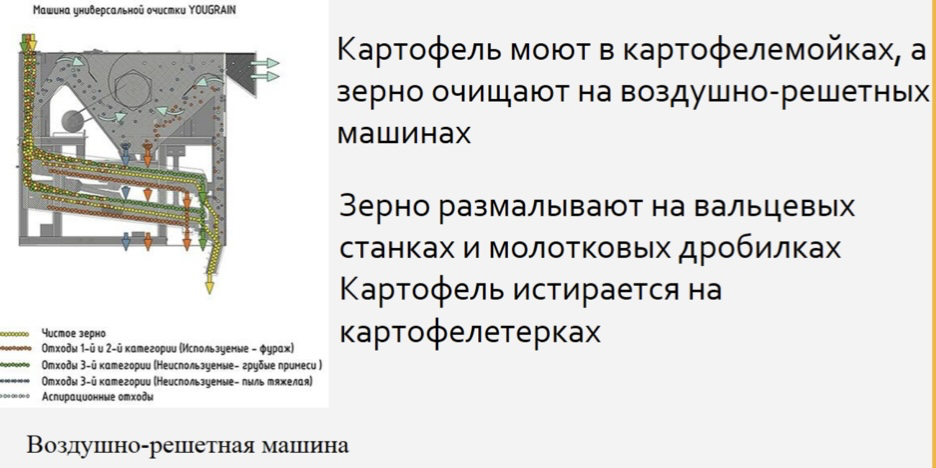 Машина универсальной очистки YOUGRAIN
Картофель моют в картофелемойках, а
зерно очищают на воздушно-решетных
машинах
Зерно размалывают на вальцевых
станках и молотковых дробилках
Картофель истирается на
картофелетерках
Чистое зерно
Отходы 1-й и 2-й категории (Используемые - фураж)
Отходы 3-й категории (Неиспользуемые- грубые примеси )
Отходы 3-й категории (Неиспользуемые- пыль тяжелая)
Аспирационные отходы
Воздушно-решетная машина